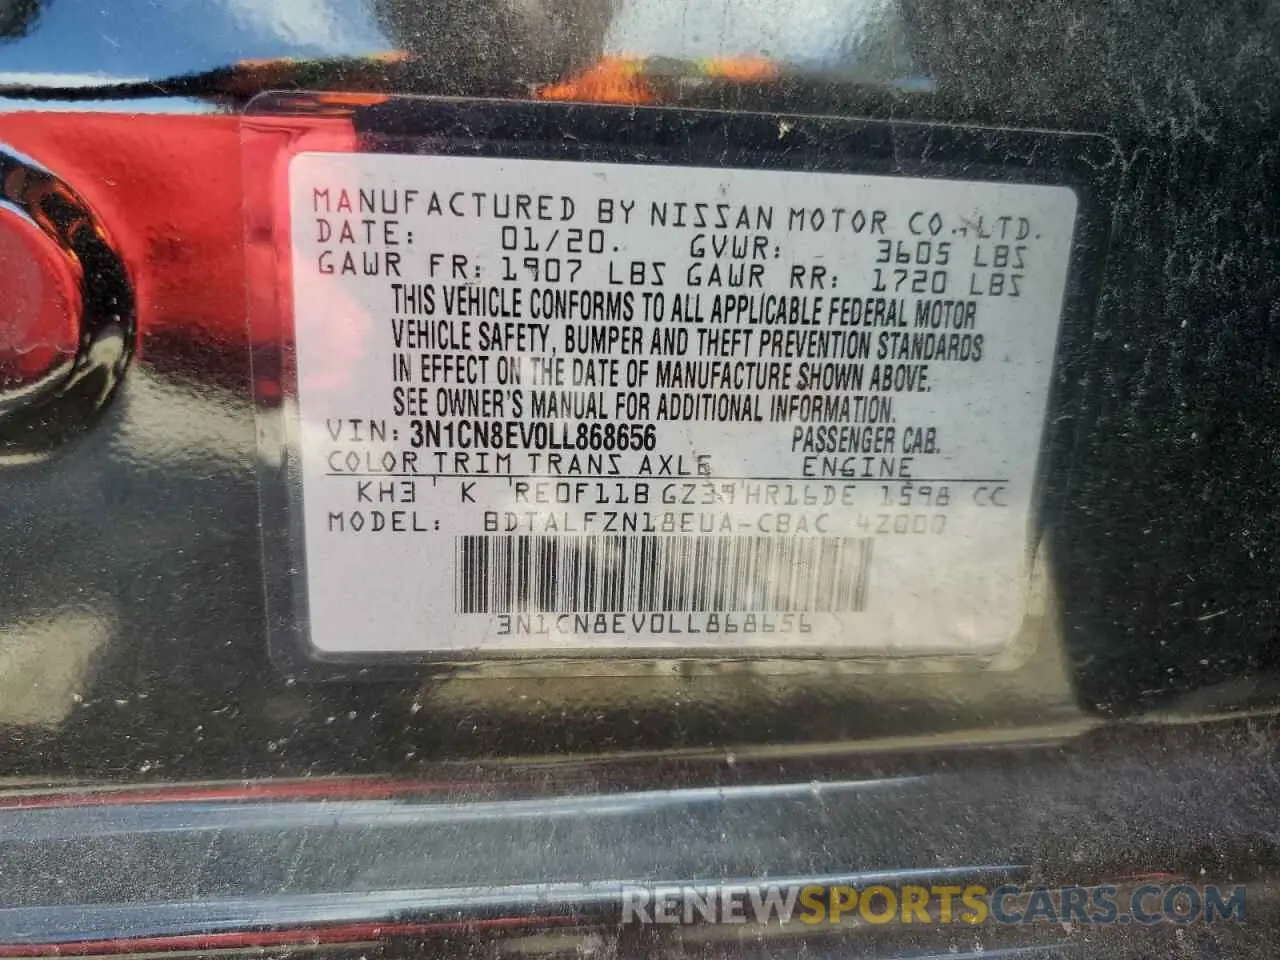 MANUFACTURED BY NISSAN MOTOR CO.,LTD.
DATE: 01/20. GVWR: 3605 LBS
GAWR FR: 1907 LBS GAWR RR: 1720 LBS
THIS VEHICLE CONFORMS TO ALL APPLICABLE FEDERAL MOTOR
VEHICLE SAFETY, BUMPER AND THEFT PREVENTION STANDARDS
IN EFFECT ON THE DATE OF MANUFACTURE SHOWN ABOVE.
SEE OWNER'S MANUAL FOR ADDITIONAL INFORMATION.
VIN: 3N1CN8EV0LL868656 PASSENGER CAR.
COLOR TRIM TRANS AXLE ENGINE
KH3 K RE0F11B GZ39 HR16DE 1598 CC
MODEL: BDTALFZN18EUA-CBAC 4Z000
3N1CN8EV0LL868656
RENEWSPORTSCARS.COM